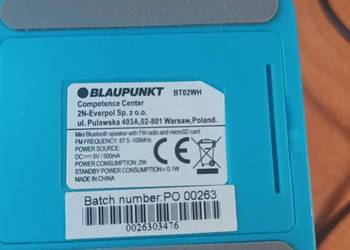 BLAUPUNKT BT02WH
Competence Center
2N-Everpol Sp. z o.o.
ul. Pulawska 403A,02-801 Warsaw,Poland.
Mini Bluetooth speaker with FM radio and microSD card
FM FREQUENCY: 87.5 -108MHz
POWER SOURCE:
DC 5V / 500mA
POWER CONSUMPTION: 2W
STANDBY POWER CONSUMPTION: < 0,1W
MADE IN CHINA
CE
Batch number:PO 00263
0026303476